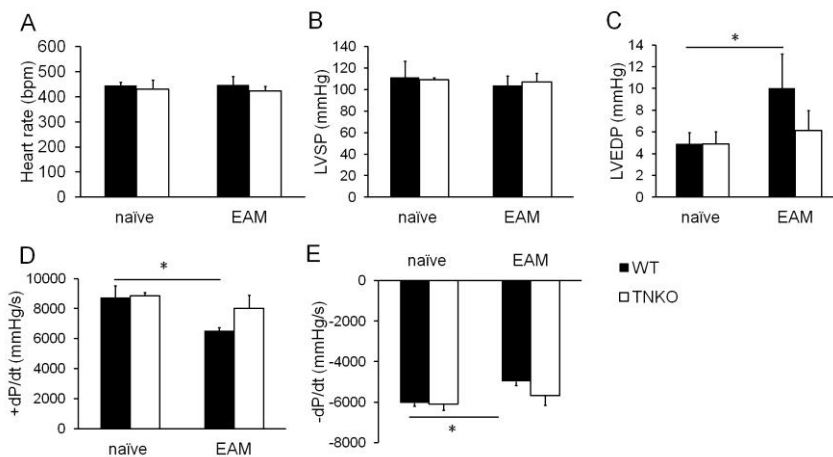 A
Heart rate (bpm)
600
500
400
300
200
100
0
naïve EAM
B
LVSP (mmHg)
140
120
100
80
60
40
20
0
naïve EAM
C
LVEDP (mmHg)
14
12
10
8
6
4
2
0
*
naïve EAM
D
+dP/dt (mmHg/s)
10000
8000
6000
4000
2000
0
*
naïve EAM
E
-dP/dt (mmHg/s)
naïve EAM
0
-2000
-4000
-6000
-8000
*
WT
TNKO